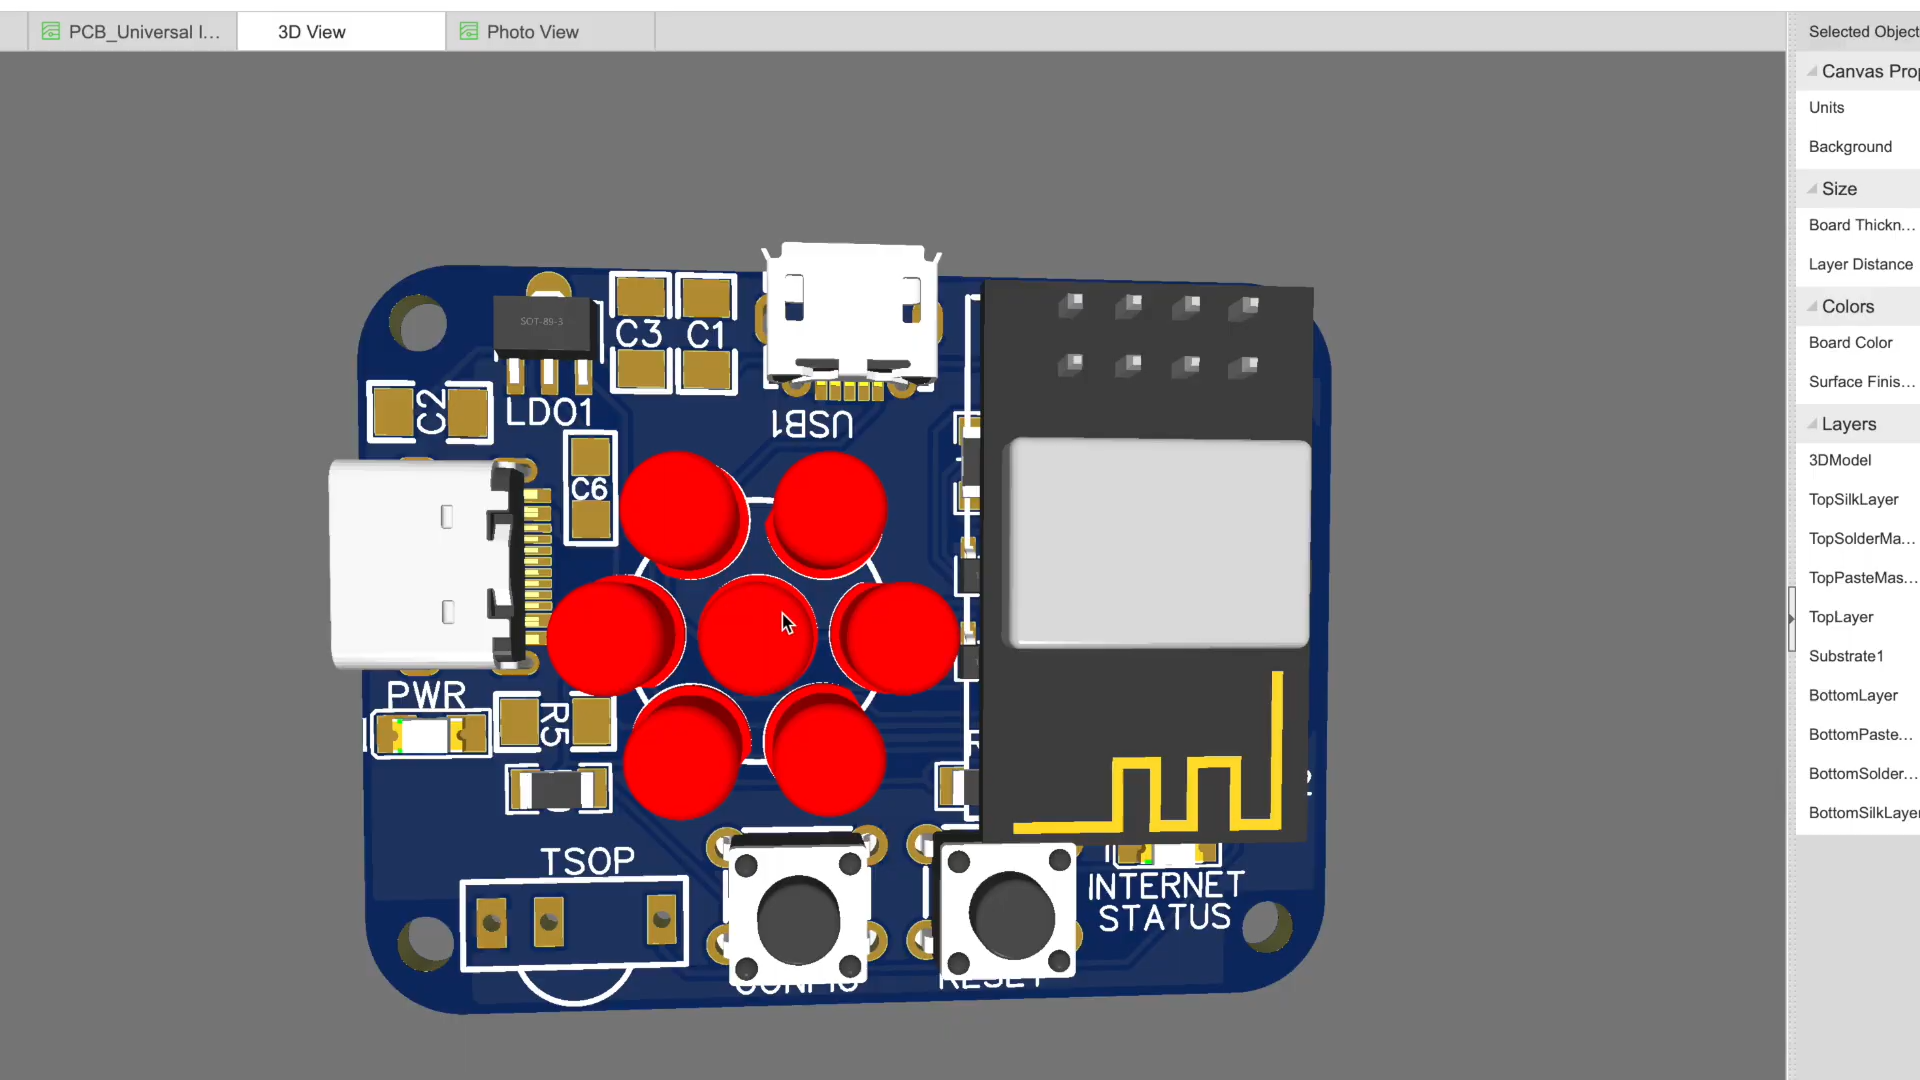 PCB_Universal I...
3D View
Photo View
Selected Object
Canvas Prop
Units
Background
Size
Board Thickn...
Layer Distance
Colors
Board Color
Surface Finis...
Layers
3DModel
TopSilkLayer
TopSolderMa...
TopPasteMas...
TopLayer
Substrate1
BottomLayer
BottomPaste...
BottomSolder...
BottomSilkLayer
SOT-89-3
C3
C1
C2
LDO1
USB1
C6
PWR
R5
TSOP
CONFIG
RESET
INTERNET
STATUS